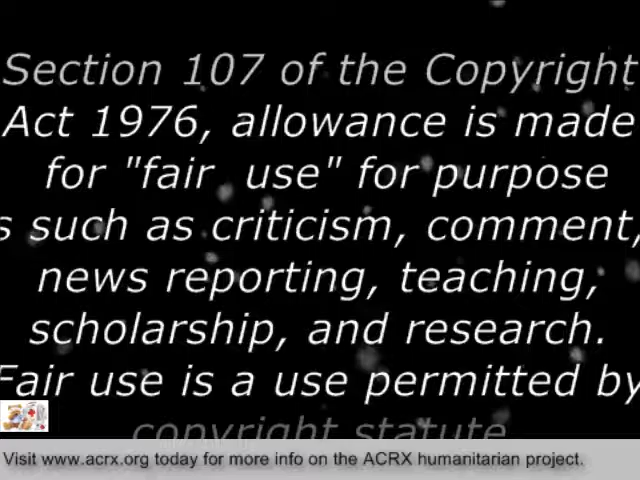 Section 107 of the Copyright
Act 1976, allowance is made
for "fair use" for purpose
s such as criticism, comment,
news reporting, teaching,
scholarship, and research.
Fair use is a use permitted by
copyright statute
Visit www.acrx.org today for more info on the ACRX humanitarian project.